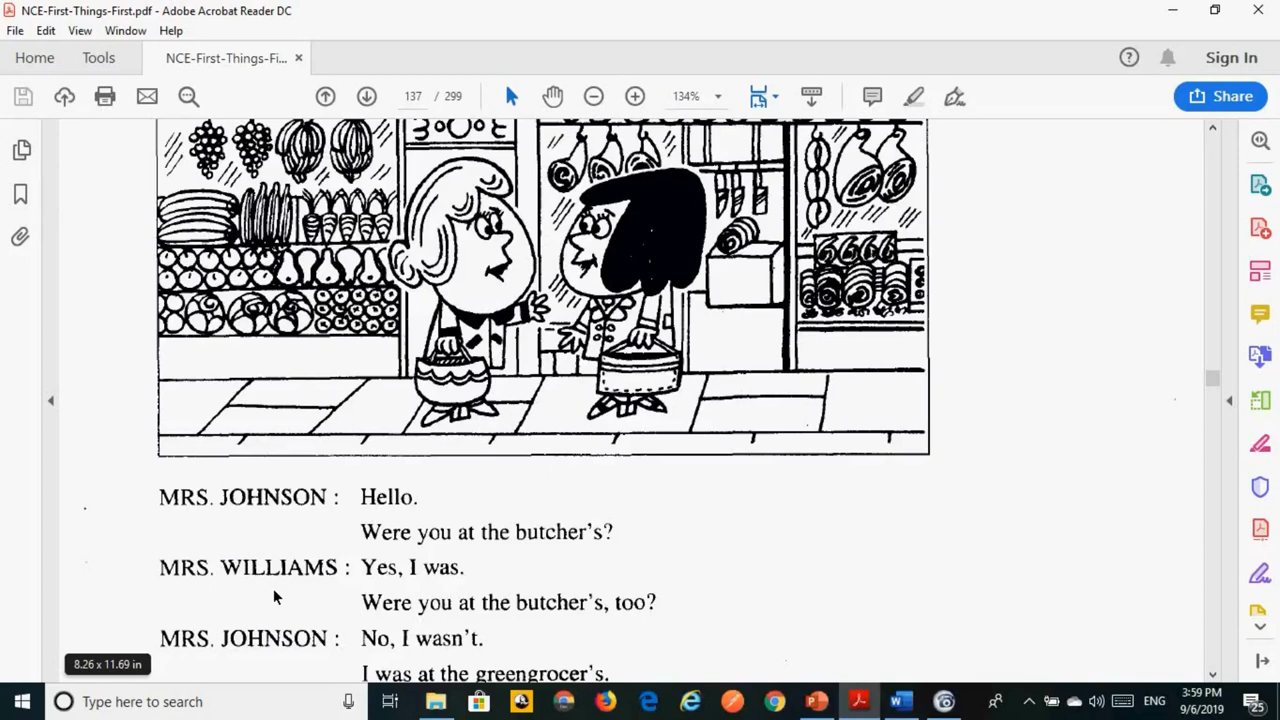 NCE-First-Things-First.pdf - Adobe Acrobat Reader DC
File Edit View Window Help
Home Tools NCE-First-Things-Fi... × Sign In
137 / 299 134% Share
MRS. JOHNSON : Hello.
Were you at the butcher's?
MRS. WILLIAMS : Yes, I was.
Were you at the butcher's, too?
MRS. JOHNSON : No, I wasn't.
I was at the greengrocer's.
8.26 x 11.69 in
Type here to search
ENG
3:59 PM
9/6/2019
25